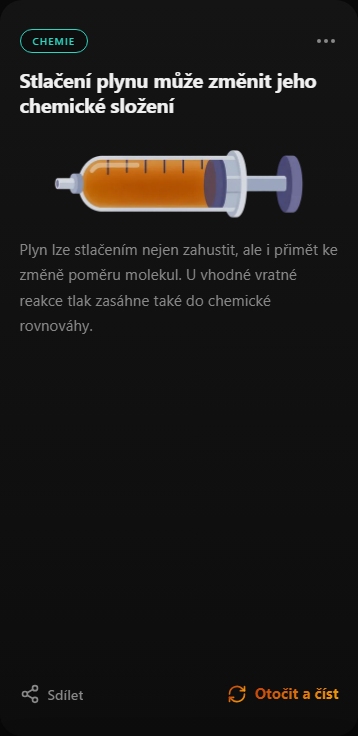 CHEMIE
Stlačení plynu může změnit jeho
chemické složení
Plyn lze stlačením nejen zahustit, ale i přimět ke
změně poměru molekul. U vhodné vratné
reakce tlak zasáhne také do chemické
rovnováhy.
Sdílet
Otočit a číst